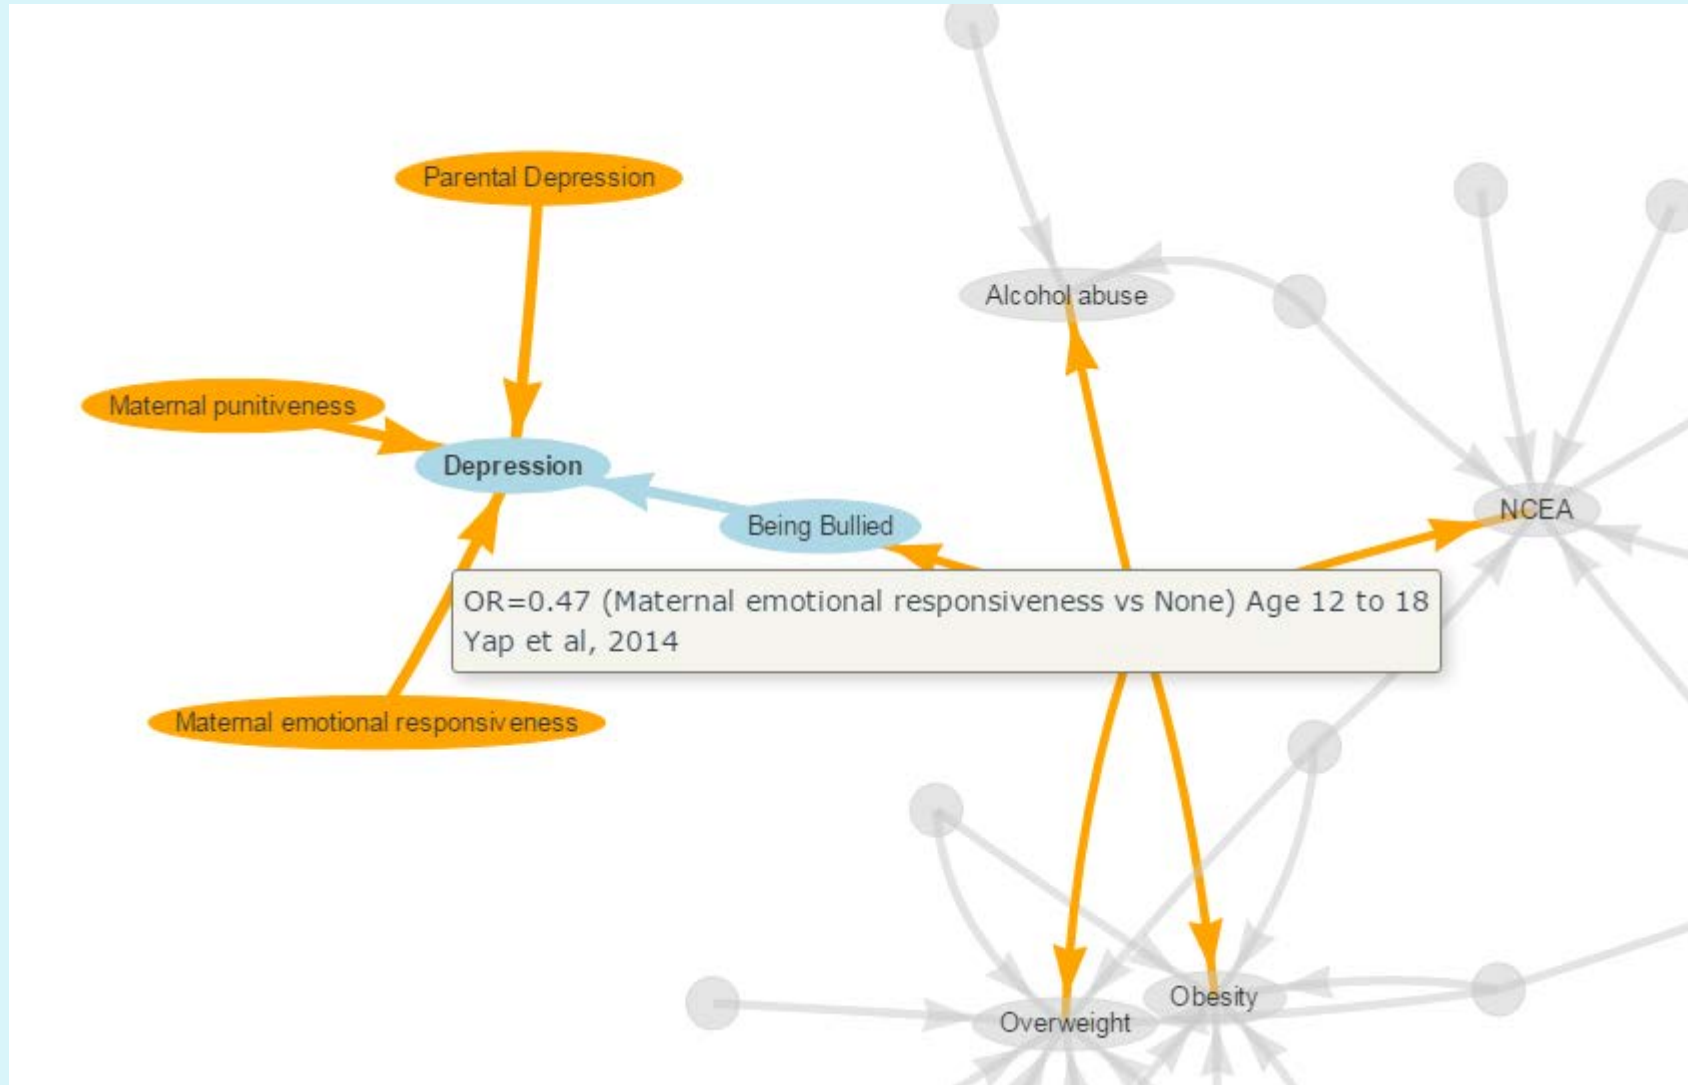 Parental Depression
Alcohol abuse
Maternal punitiveness
Depression
NCEA
Being Bullied
OR=0.47 (Maternal emotional responsiveness vs None) Age 12 to 18
Yap et al, 2014
Maternal emotional responsiveness
Obesity
Overweight